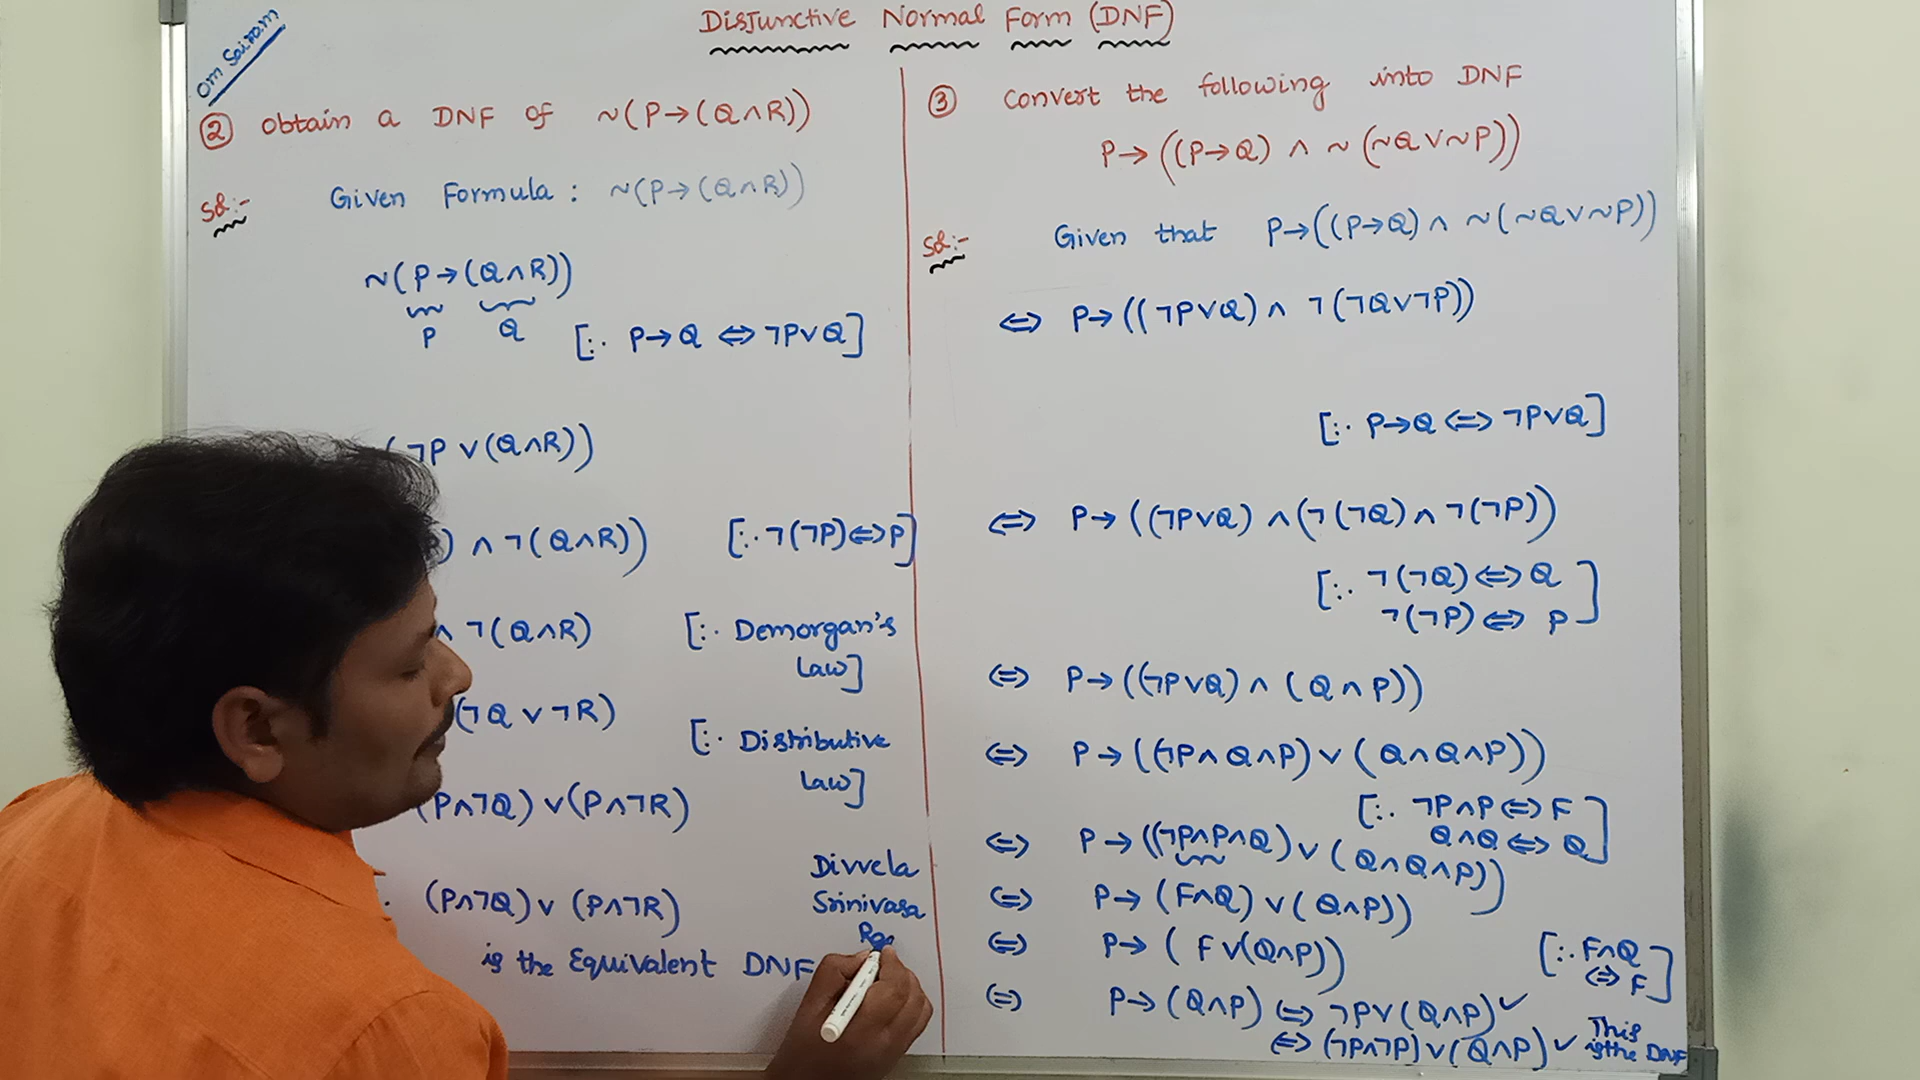 Disjunctive Normal Form (DNF)
Om Sairam
② Obtain a DNF of ~(P→(Q∧R))
Sol:- Given Formula: ~(P→(Q∧R))
~(P→(Q∧R))
P Q [∵ P→Q ⇔ ¬P∨Q]
(¬P ∨(Q∧R))
) ∧ ¬(Q∧R)) [∵ ¬(¬P)⇔P]
∧ ¬(Q∧R) [∵ Demorgan's
Law]
(¬Q ∨ ¬R) [∵ Distributive
Law]
(P∧¬Q) ∨(P∧¬R)
(P∧¬Q) ∨ (P∧¬R)
is the Equivalent DNF
Divvela
Srinivasa
③ Convert the following into DNF
P→((P→Q) ∧ ~(~Q∨~P))
Sol:- Given that P→((P→Q) ∧ ~(~Q∨~P))
⇔ P→((¬P∨Q) ∧ ¬(¬Q∨¬P))
[∵ P→Q ⇔ ¬P∨Q]
⇔ P→((¬P∨Q) ∧(¬(¬Q) ∧ ¬(¬P))
[∵ ¬(¬Q) ⇔ Q
¬(¬P) ⇔ P]
⇔ P→((¬P∨Q) ∧ (Q∧P))
⇔ P→((¬P∧Q∧P) ∨ (Q∧Q∧P))
[∵ ¬P∧P ⇔ F
Q∧Q ⇔ Q]
⇔ P→((¬P∧P∧Q) ∨ (Q∧Q∧P))
⇔ P→(F∧Q) ∨ (Q∧P))
⇔ P→( F∨(Q∧P)) [∵ F∧Q
⇔ F]
⇔ P→(Q∧P) ⇔ ¬P∨(Q∧P) ✓
⇔ (¬P∧¬P) ∨(Q∧P) ✓ This
is the DNF